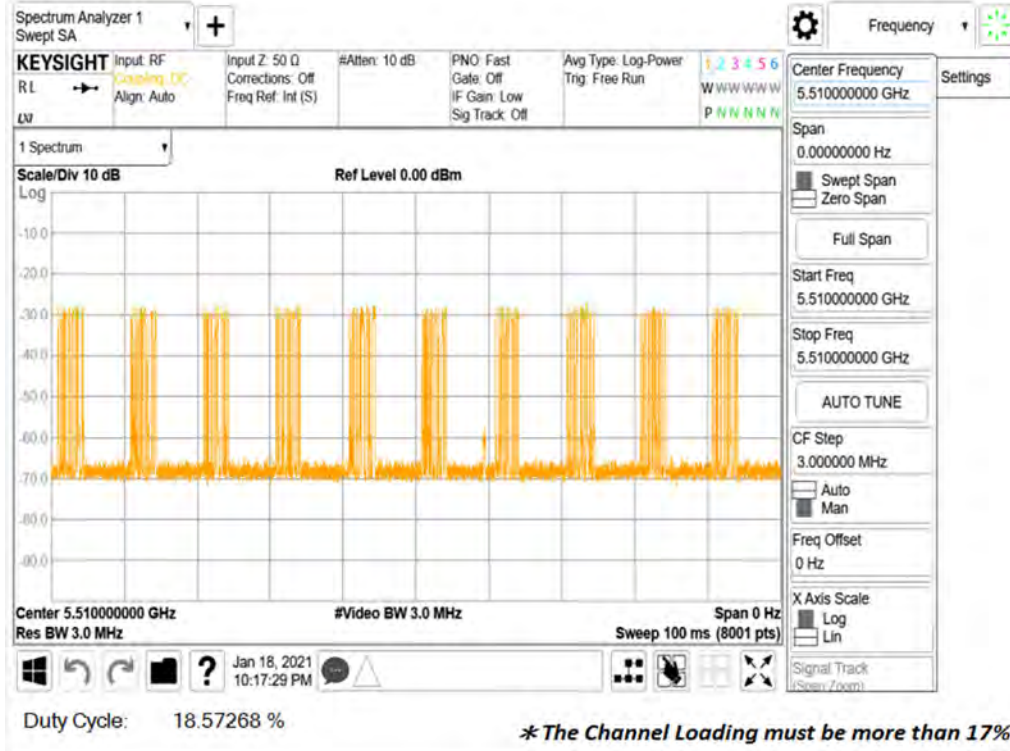 Spectrum Analyzer 1
Swept SA
Frequency
KEYSIGHT
RL
LXI
Input: RF
Coupling: DC
Align: Auto
Input Z: 50 Ω
Corrections: Off
Freq Ref: Int (S)
#Atten: 10 dB
PNO: Fast
Gate: Off
IF Gain: Low
Sig Track: Off
Avg Type: Log-Power
Trig: Free Run
1 2 3 4 5 6
W W W W W W
P N N N N N
Center Frequency
5.510000000 GHz
Settings
1 Spectrum
Scale/Div 10 dB
Ref Level 0.00 dBm
Log
-10.0
-20.0
-30.0
-40.0
-50.0
-60.0
-70.0
-80.0
-90.0
Span
0.00000000 Hz
Swept Span
Zero Span
Full Span
Start Freq
5.510000000 GHz
Stop Freq
5.510000000 GHz
AUTO TUNE
CF Step
3.000000 MHz
Auto
Man
Freq Offset
0 Hz
X Axis Scale
Log
Lin
Signal Track
(Span Zoom)
Center 5.510000000 GHz
#Video BW 3.0 MHz
Span 0 Hz
Res BW 3.0 MHz
Sweep 100 ms (8001 pts)
?
Jan 18, 2021
10:17:29 PM
Duty Cycle: 18.57268 %
* The Channel Loading must be more than 17%